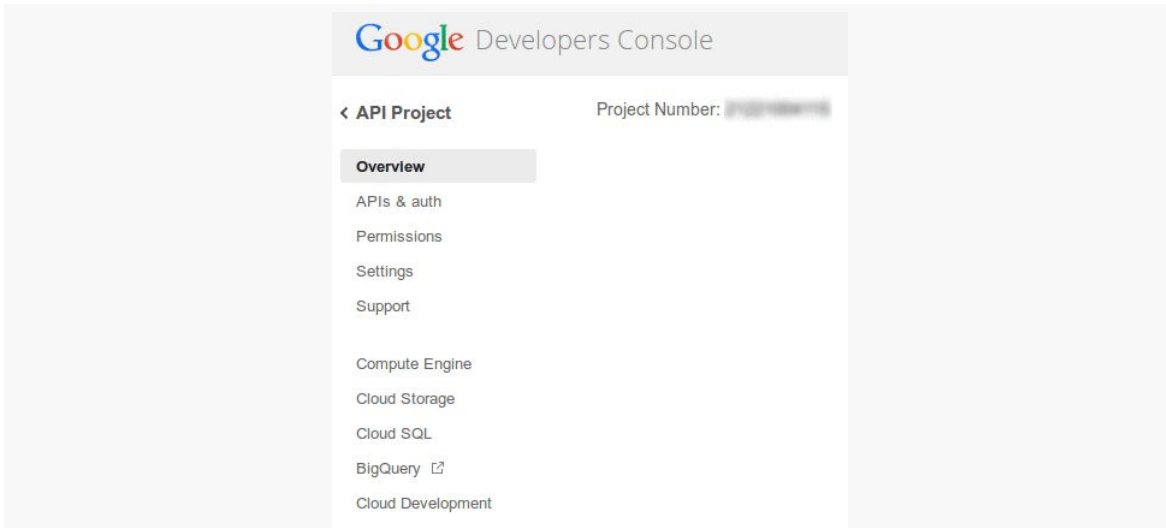 Google Developers Console
API Project
Project Number:
Overview
APIs & auth
Permissions
Settings
Support
Compute Engine
Cloud Storage
Cloud SQL
BigQuery
Cloud Development